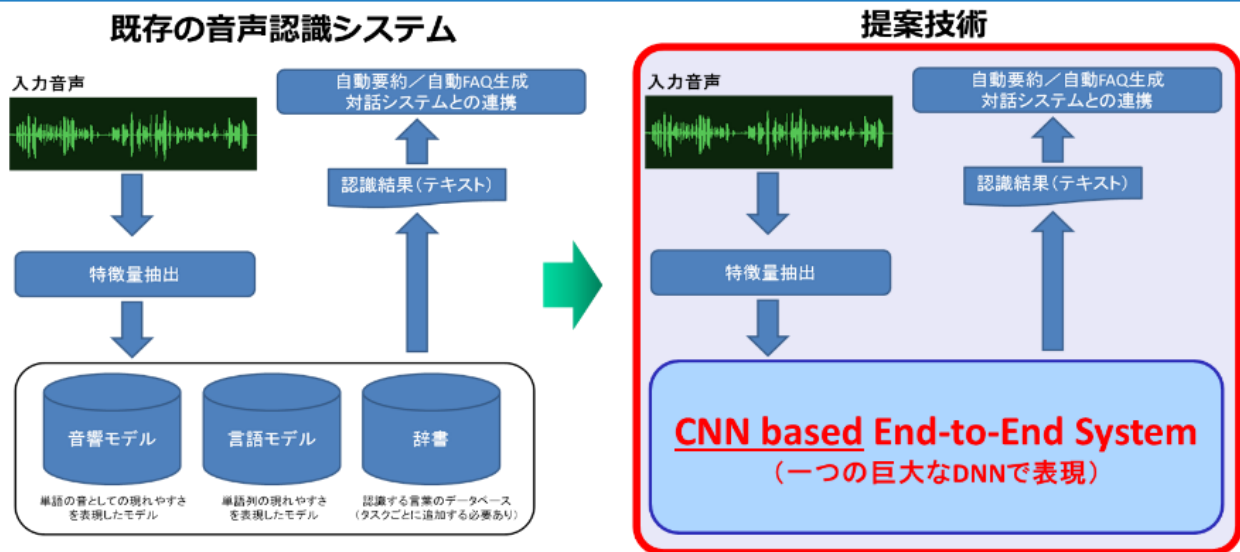 既存の音声認識システム
入力音声
自動要約／自動FAQ生成
対話システムとの連携
認識結果(テキスト)
特徴量抽出
音響モデル
言語モデル
辞書
単語の音としての現れやすさ
を表現したモデル
単語列の現れやすさ
を表現したモデル
認識する言葉のデータベース
(タスクごとに追加する必要あり)
提案技術
入力音声
自動要約／自動FAQ生成
対話システムとの連携
認識結果(テキスト)
特徴量抽出
CNN based End-to-End System
(一つの巨大なDNNで表現)